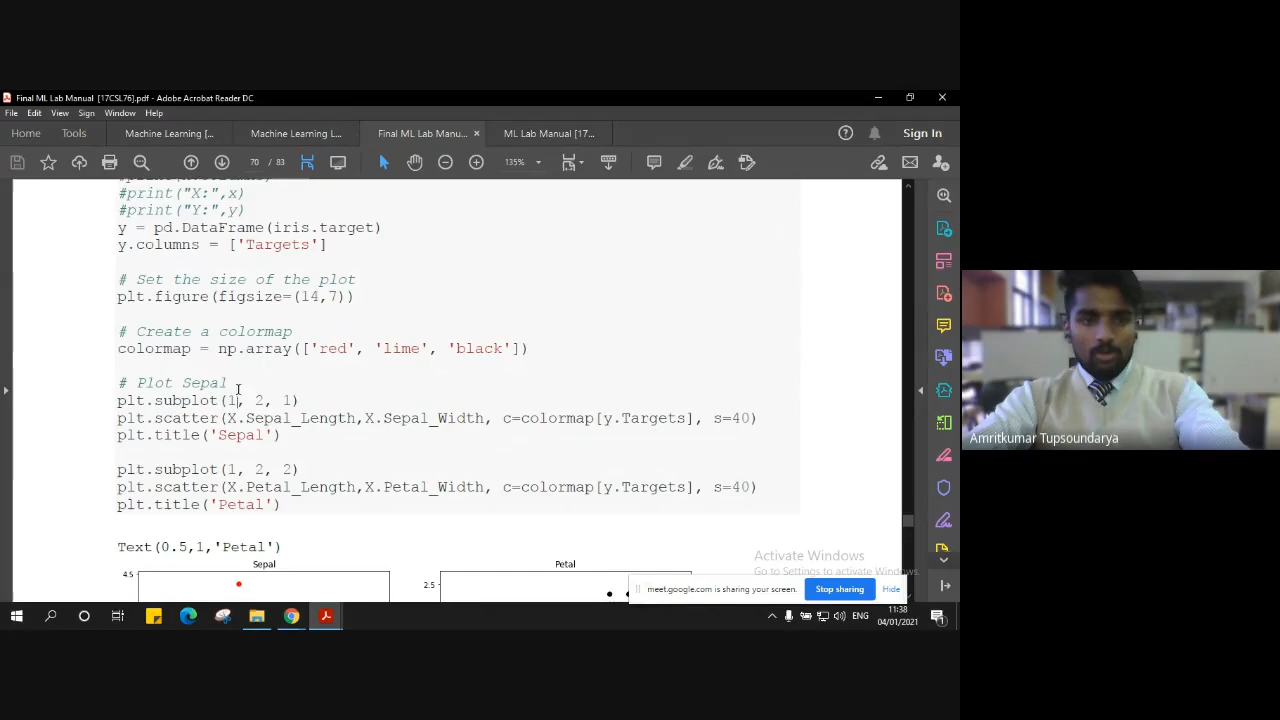 Final ML Lab Manual [17CSL76].pdf - Adobe Acrobat Reader DC
File Edit View Sign Window Help
Home Tools Machine Learning [... Machine Learning L... Final ML Lab Manu... × ML Lab Manual [17... Sign In
70 / 83 135%
#print("X:",x)
#print("Y:",y)
y = pd.DataFrame(iris.target)
y.columns = ['Targets']
# Set the size of the plot
plt.figure(figsize=(14,7))
# Create a colormap
colormap = np.array(['red', 'lime', 'black'])
# Plot Sepal
plt.subplot(1, 2, 1)
plt.scatter(X.Sepal_Length,X.Sepal_Width, c=colormap[y.Targets], s=40)
plt.title('Sepal')
plt.subplot(1, 2, 2)
plt.scatter(X.Petal_Length,X.Petal_Width, c=colormap[y.Targets], s=40)
plt.title('Petal')
Text(0.5,1,'Petal')
Sepal Petal
4.5 2.5
Activate Windows
Go to Settings to activate Windows.
meet.google.com is sharing your screen. Stop sharing Hide
ENG 11:38
04/01/2021
Amritkumar Tupsoundarya